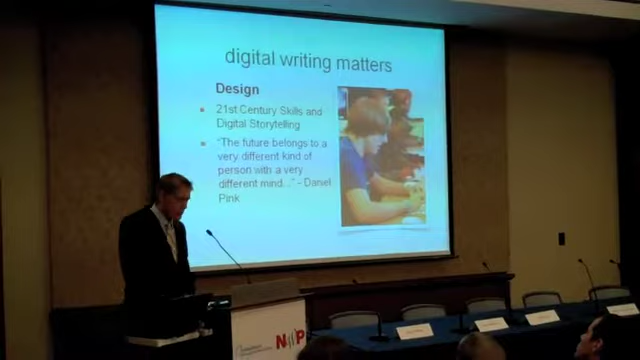 digital writing matters
Design
21st Century Skills and
Digital Storytelling
"The future belongs to a
very different kind of
person with a very
different mind..." - Daniel
Pink